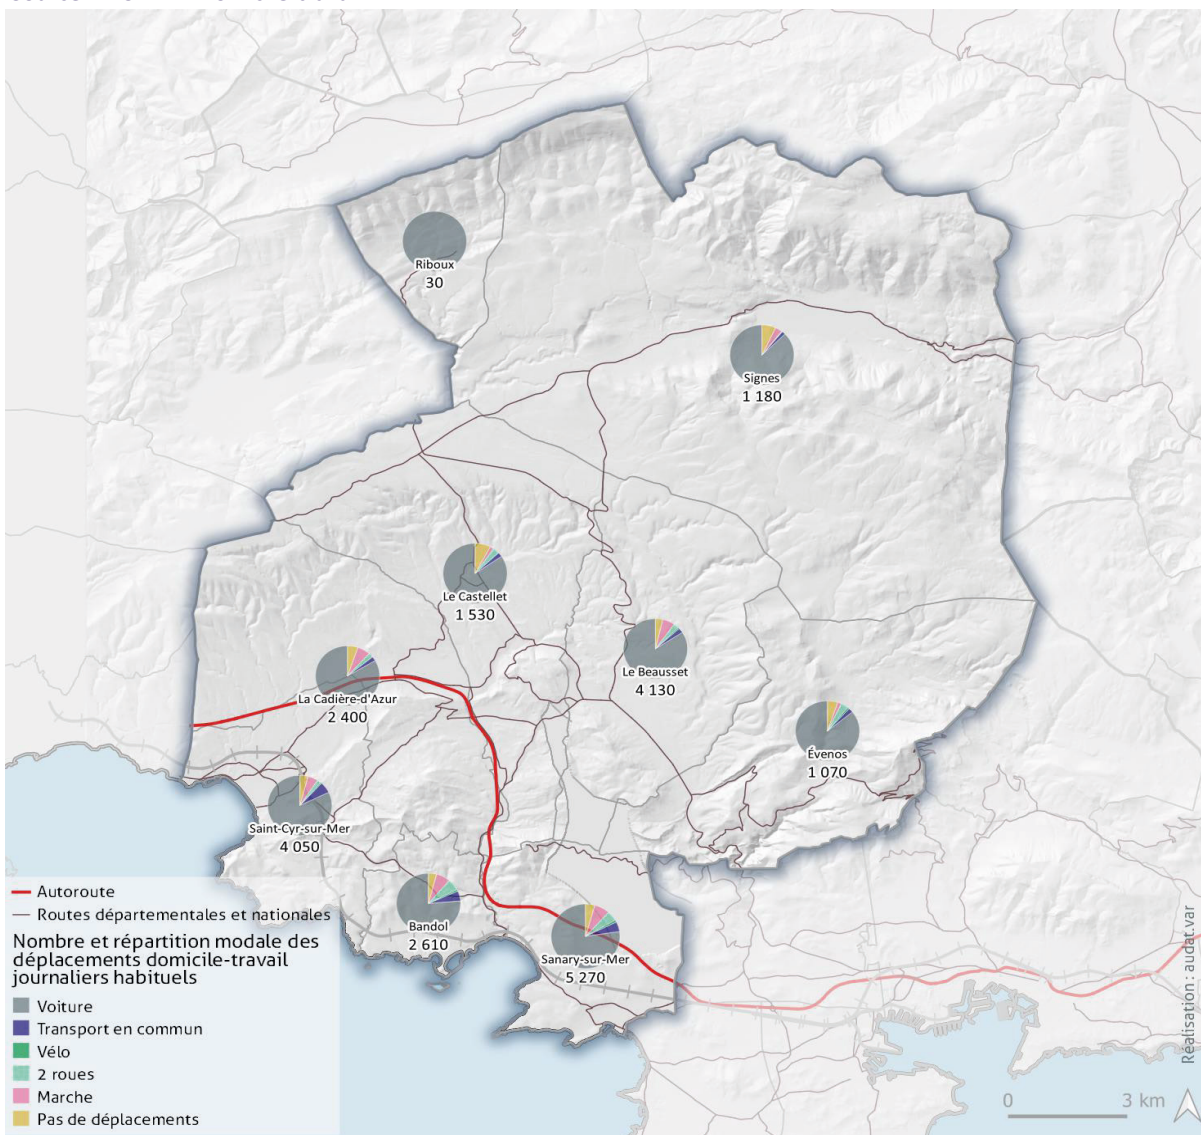 Riboux
30
Signes
1 180
Le Castellet
1 530
Le Beausset
4 130
La Cadière-d'Azur
2 400
Évenos
1 070
Saint-Cyr-sur-Mer
4 050
Bandol
2 610
Sanary-sur-Mer
5 270
Autoroute
Routes départementales et nationales
Nombre et répartition modale des
déplacements domicile-travail
journaliers habituels
Voiture
Transport en commun
Vélo
2 roues
Marche
Pas de déplacements
0 3 km
Réalisation : audat.var